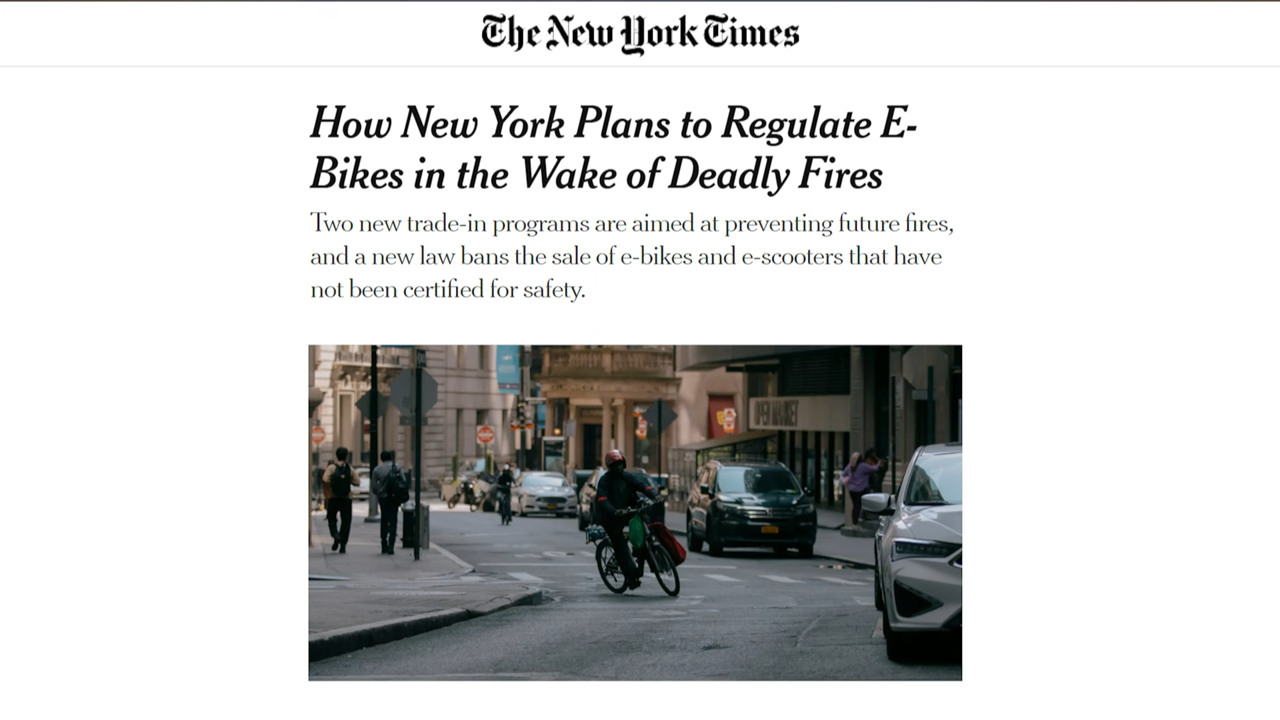 The New York Times
How New York Plans to Regulate E-
Bikes in the Wake of Deadly Fires
Two new trade-in programs are aimed at preventing future fires,
and a new law bans the sale of e-bikes and e-scooters that have
not been certified for safety.
OPEN MARKET